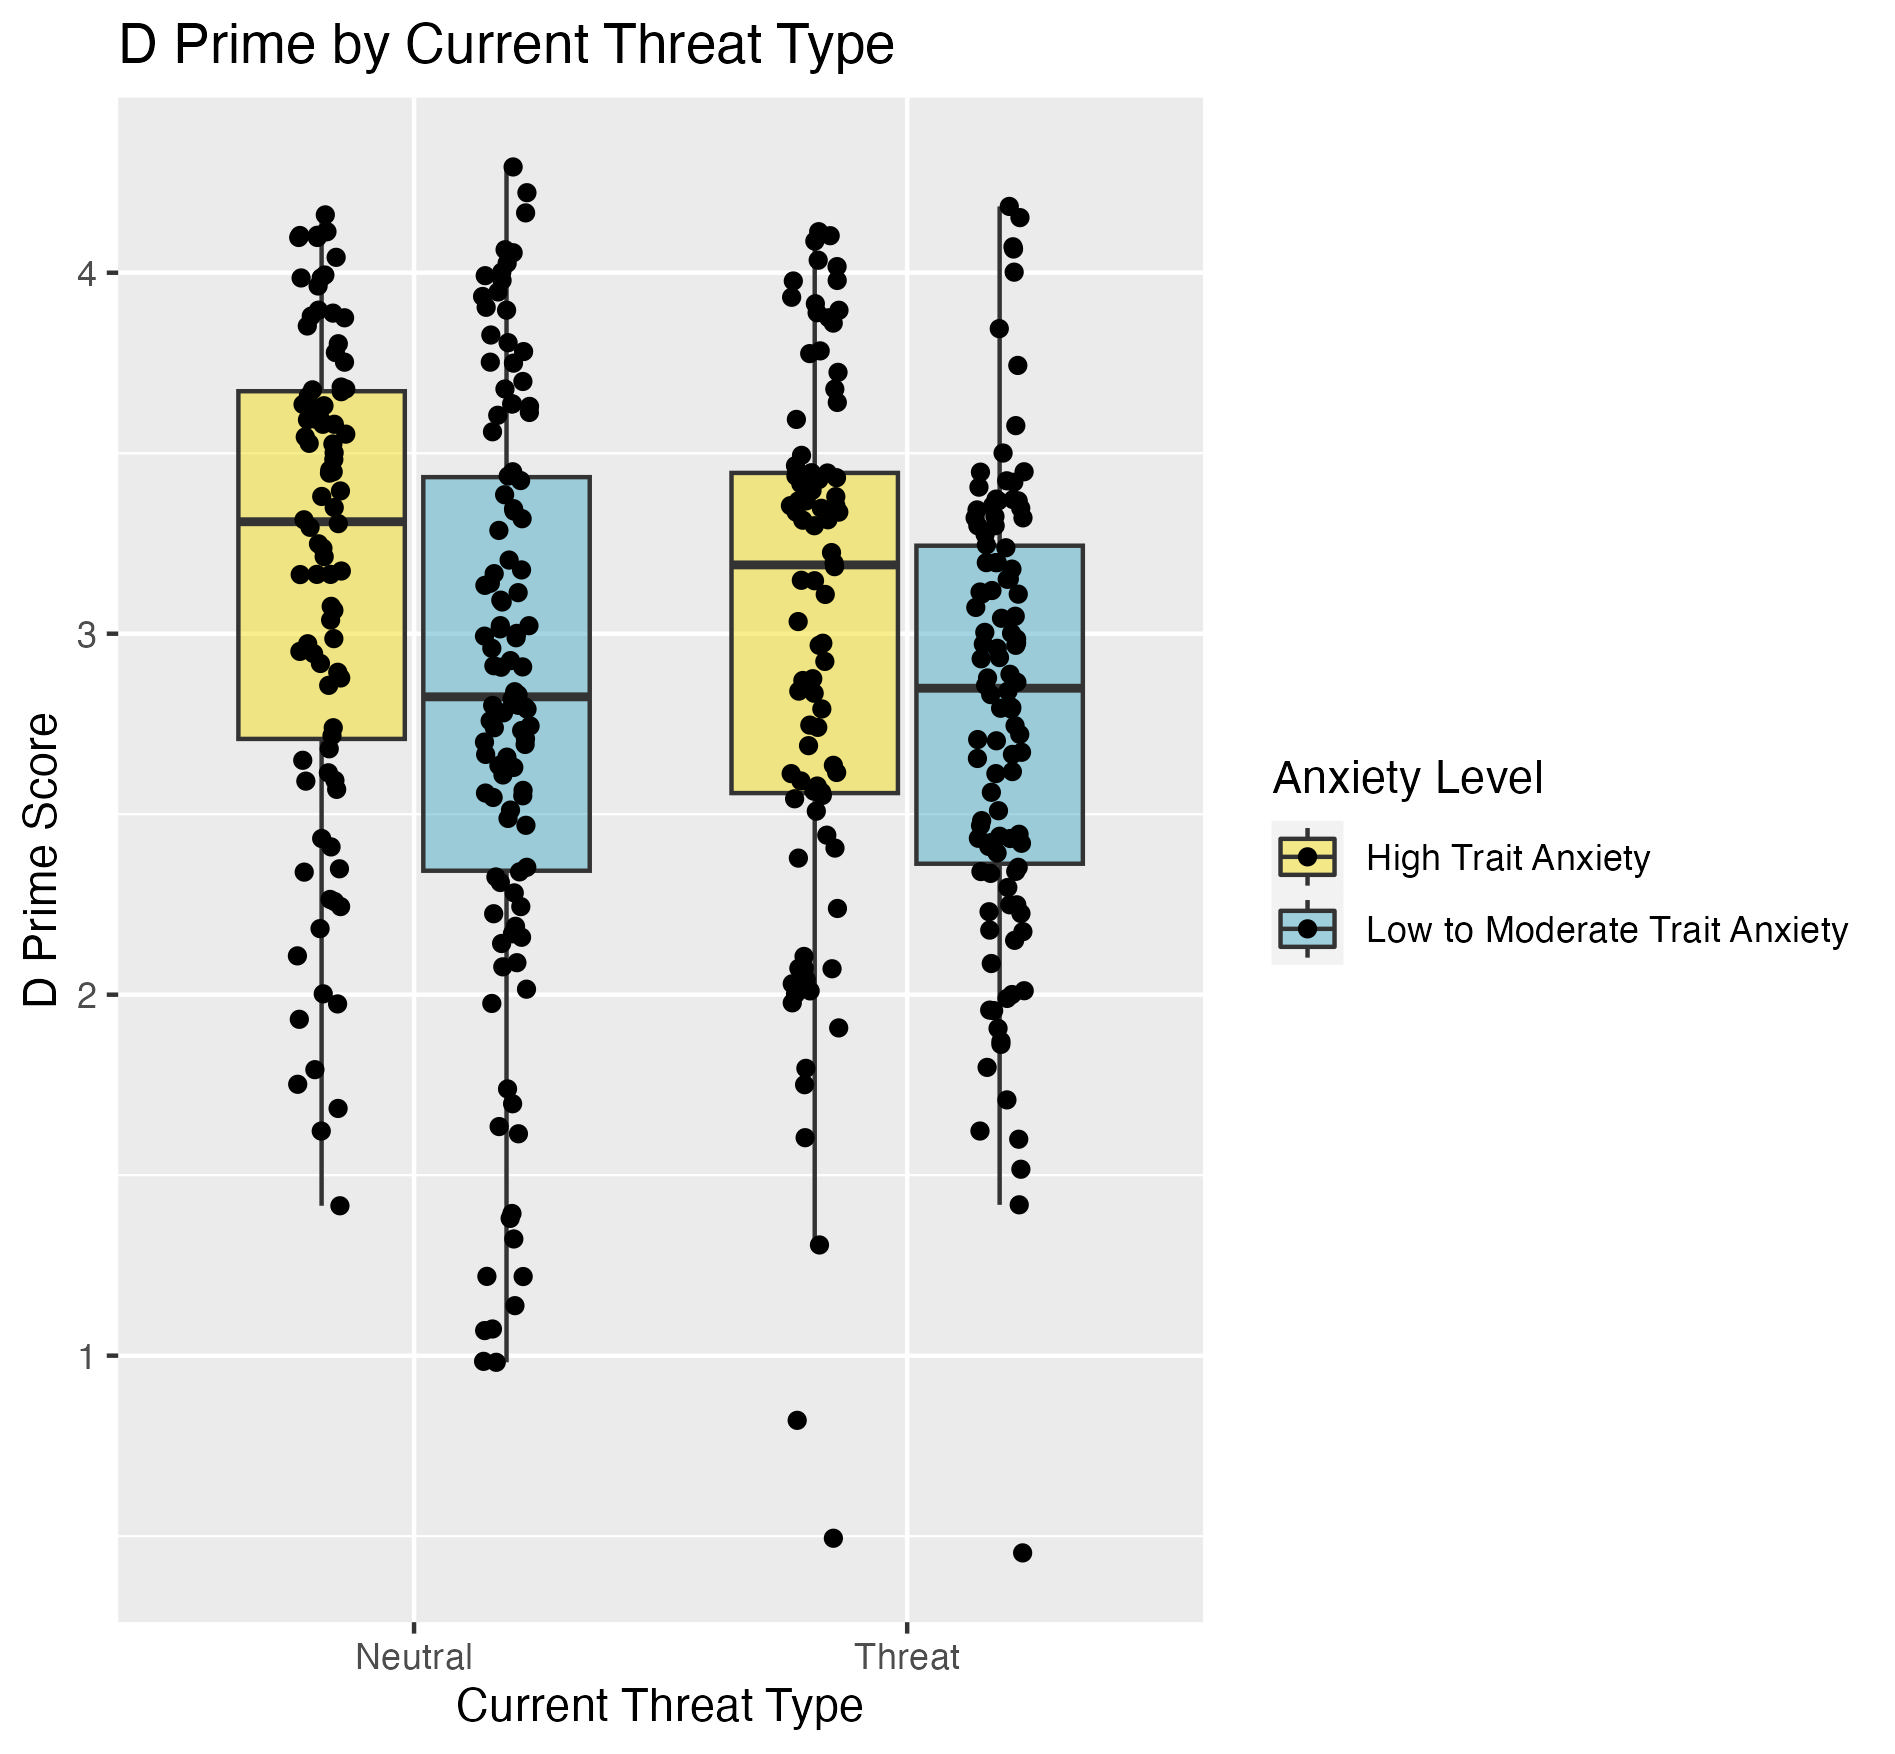 D Prime by Current Threat Type
D Prime Score
4
3
2
1
Neutral
Threat
Current Threat Type
Anxiety Level
High Trait Anxiety
Low to Moderate Trait Anxiety